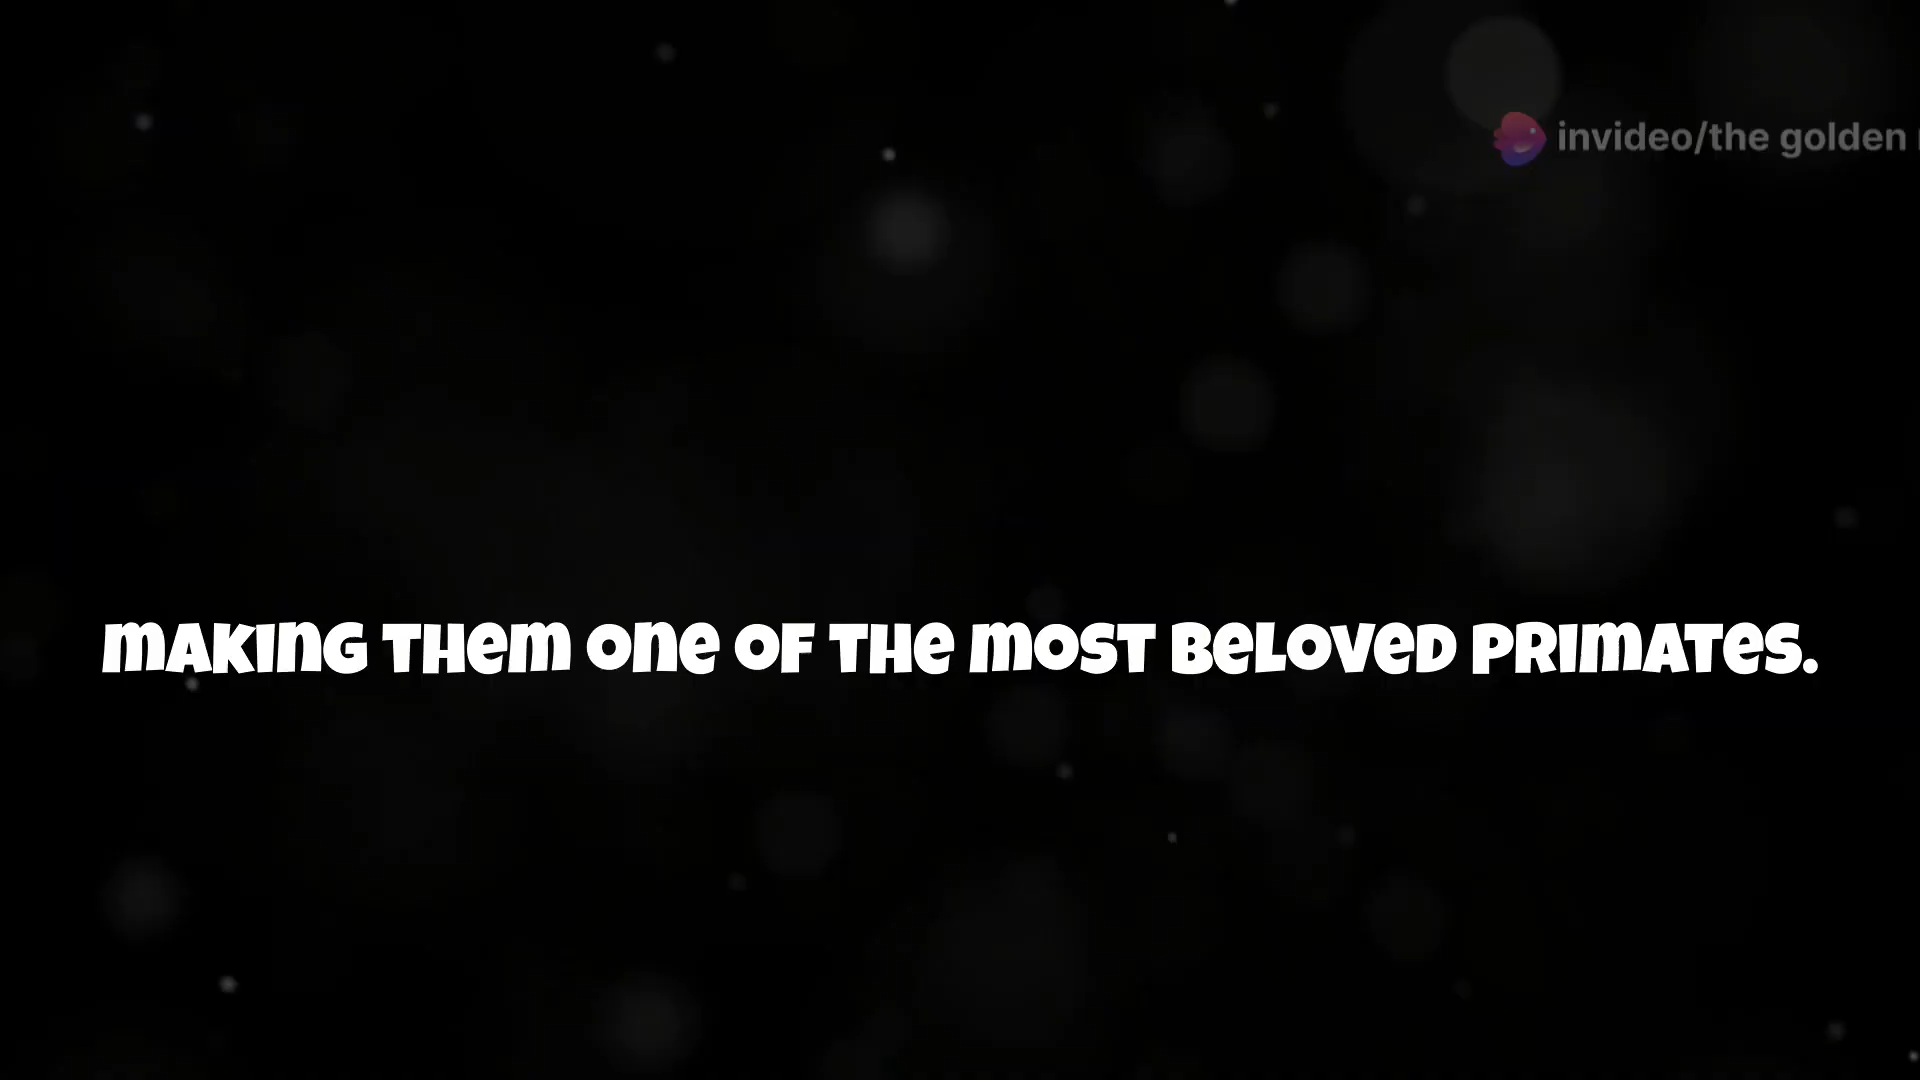 invideo/the golden
making them one of the most beloved primates.